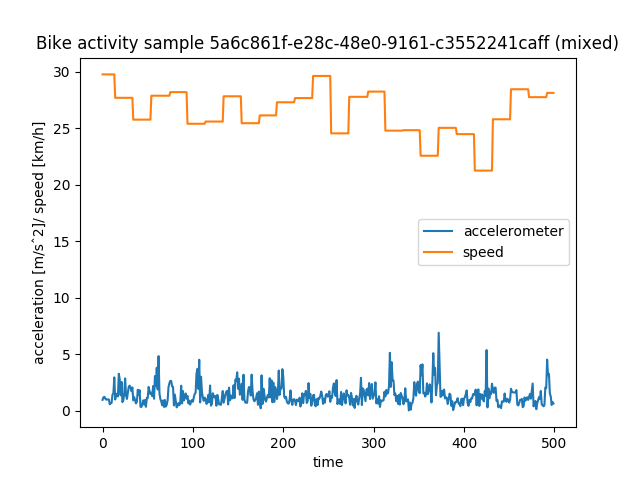 Bike activity sample 5a6c861f-e28c-48e0-9161-c3552241caff (mixed)
acceleration [m/s^2]/ speed [km/h]
30
25
20
15
10
5
0
accelerometer
speed
0 100 200 300 400 500
time